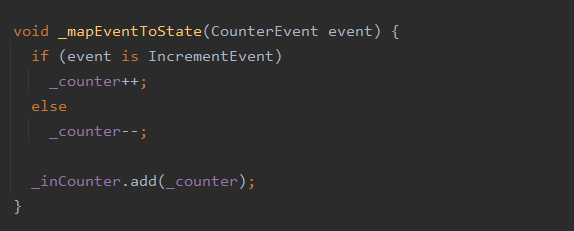 void _mapEventToState(CounterEvent event) {
  if (event is IncrementEvent)
    _counter++;
  else
    _counter--;

  _inCounter.add(_counter);
}